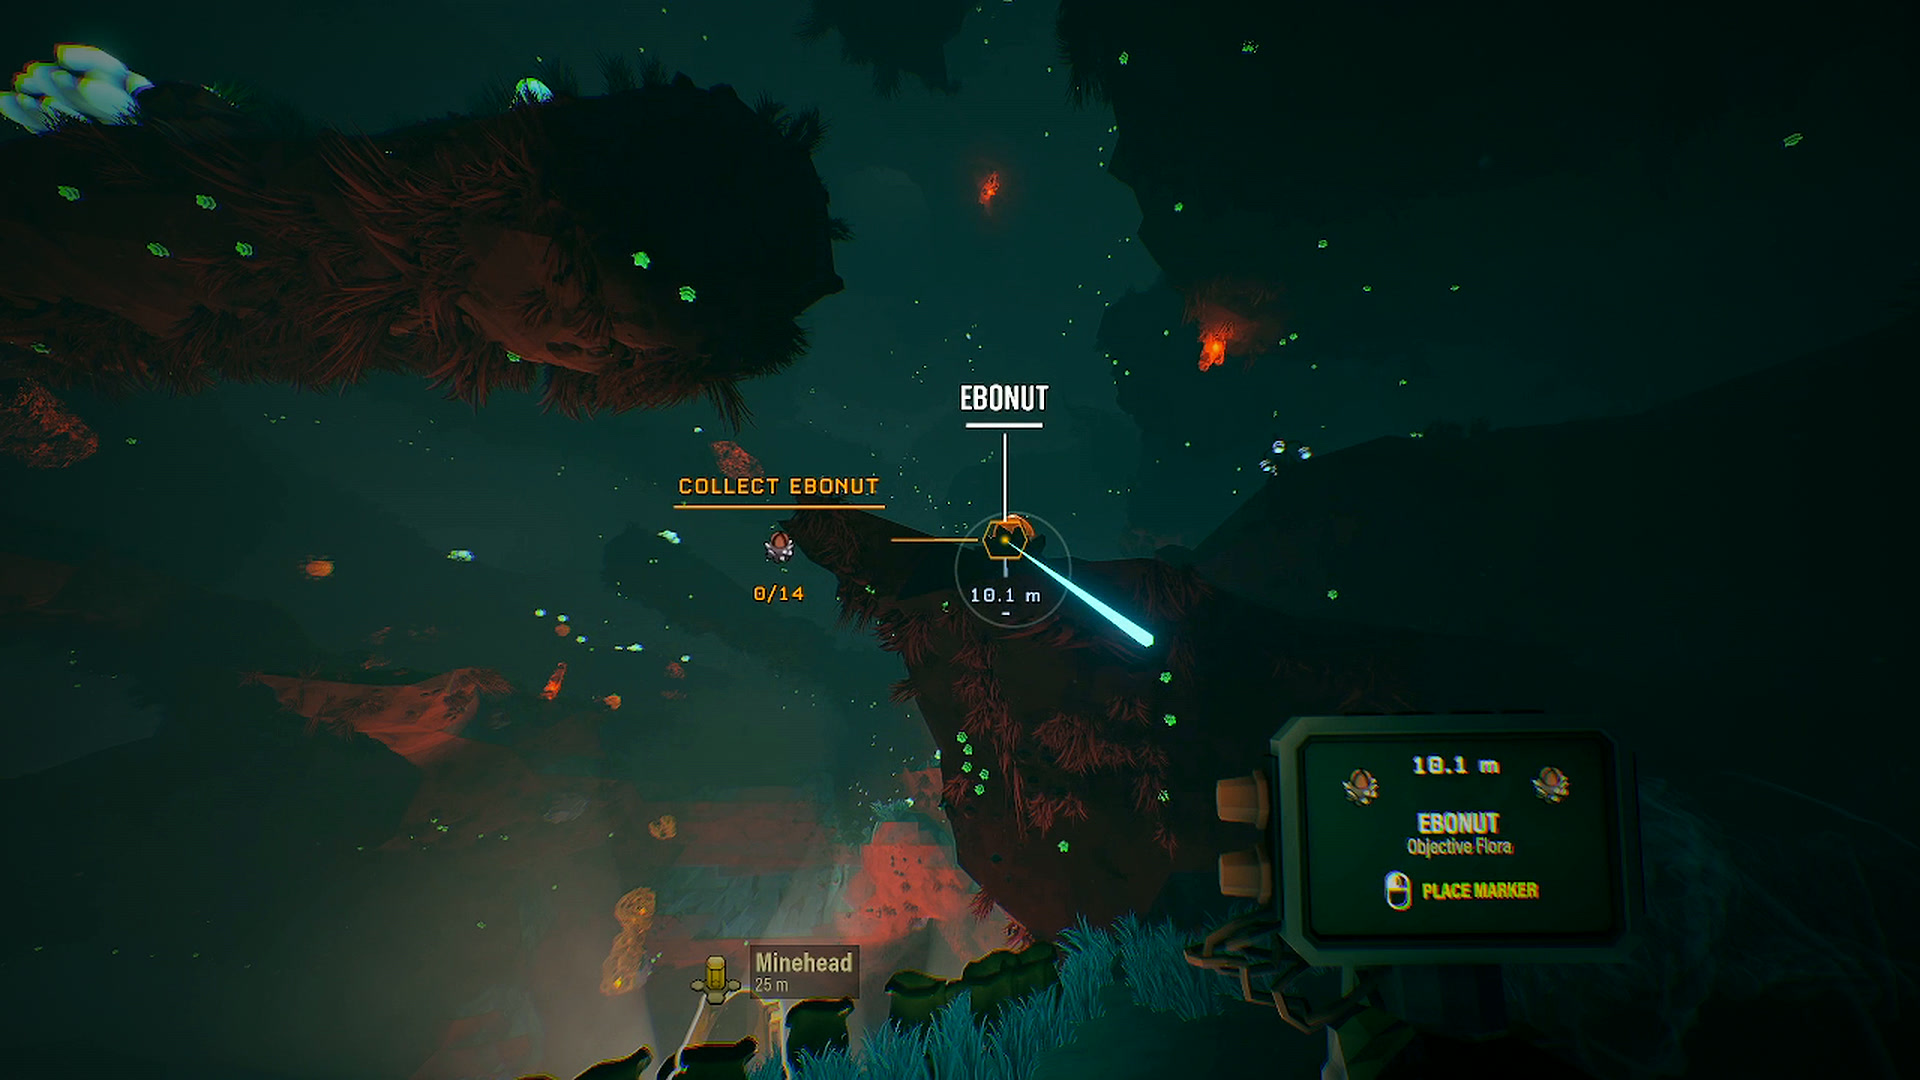 EBONUT
COLLECT EBONUT
0/14
10.1 m
10.1 m
EBONUT
Objective Flora
PLACE MARKER
Minehead
25 m